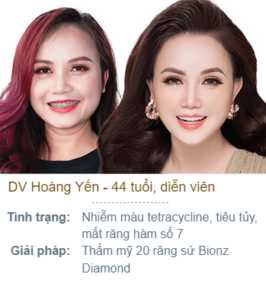 DV Hoàng Yến - 44 tuổi, diễn viên
Tình trạng: Nhiễm màu tetracycline, tiêu tủy,
mất răng hàm số 7
Giải pháp: Thẩm mỹ 20 răng sứ Bionz
Diamond